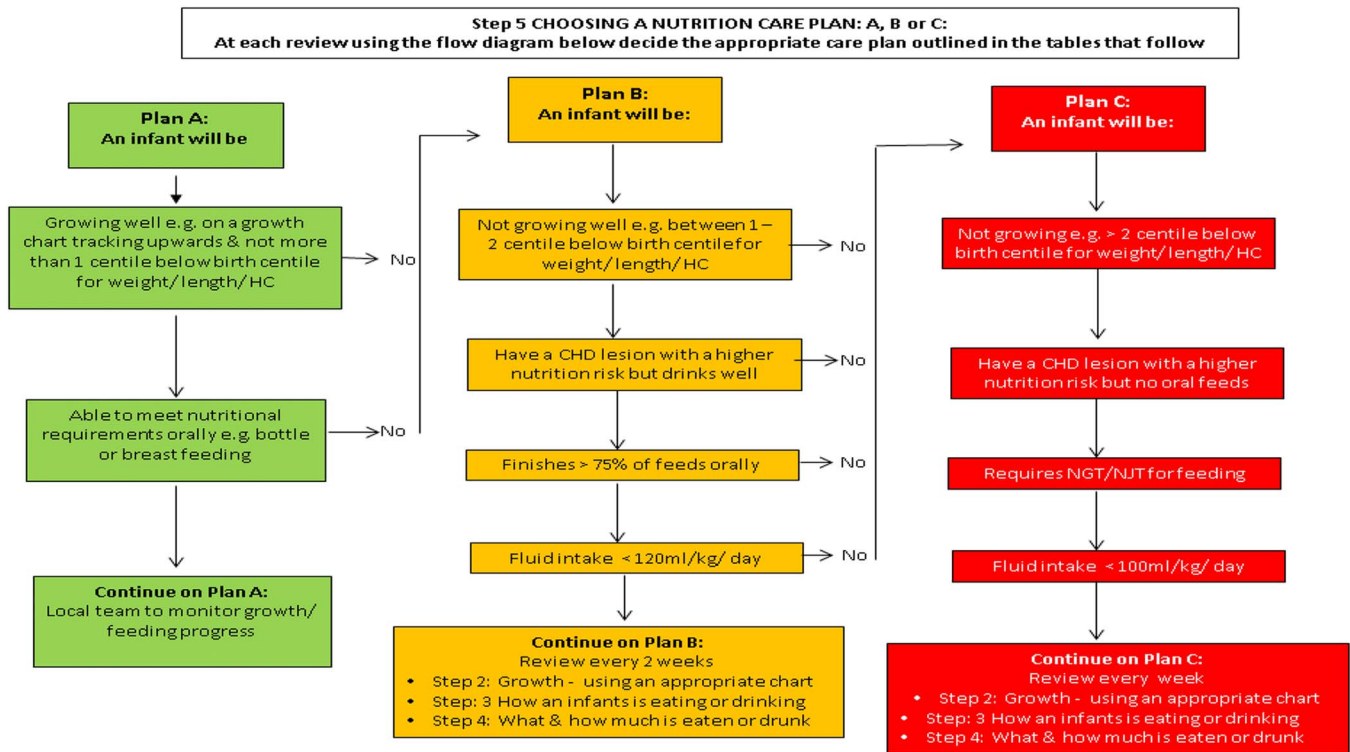 Step 5 CHOOSING A NUTRITION CARE PLAN: A, B or C:
At each review using the flow diagram below decide the appropriate care plan outlined in the tables that follow
Plan A:
An infant will be
Growing well e.g. on a growth
chart tracking upwards & not more
than 1 centile below birth centile
for weight/length/HC
No
Able to meet nutritional
requirements orally e.g. bottle
or breast feeding
No
Continue on Plan A:
Local team to monitor growth/
feeding progress
Plan B:
An infant will be:
Not growing well e.g. between 1 –
2 centile below birth centile for
weight/length/HC
No
Have a CHD lesion with a higher
nutrition risk but drinks well
No
Finishes > 75% of feeds orally
No
Fluid intake < 120ml/kg/ day
No
Continue on Plan B:
Review every 2 weeks
• Step 2: Growth - using an appropriate chart
• Step: 3 How an infants is eating or drinking
• Step 4: What & how much is eaten or drunk
Plan C:
An infant will be:
Not growing e.g. > 2 centile below
birth centile for weight/length/HC
Have a CHD lesion with a higher
nutrition risk but no oral feeds
Requires NGT/NJT for feeding
Fluid intake < 100ml/kg/ day
Continue on Plan C:
Review every week
• Step 2: Growth - using an appropriate chart
• Step: 3 How an infants is eating or drinking
• Step 4: What & how much is eaten or drunk